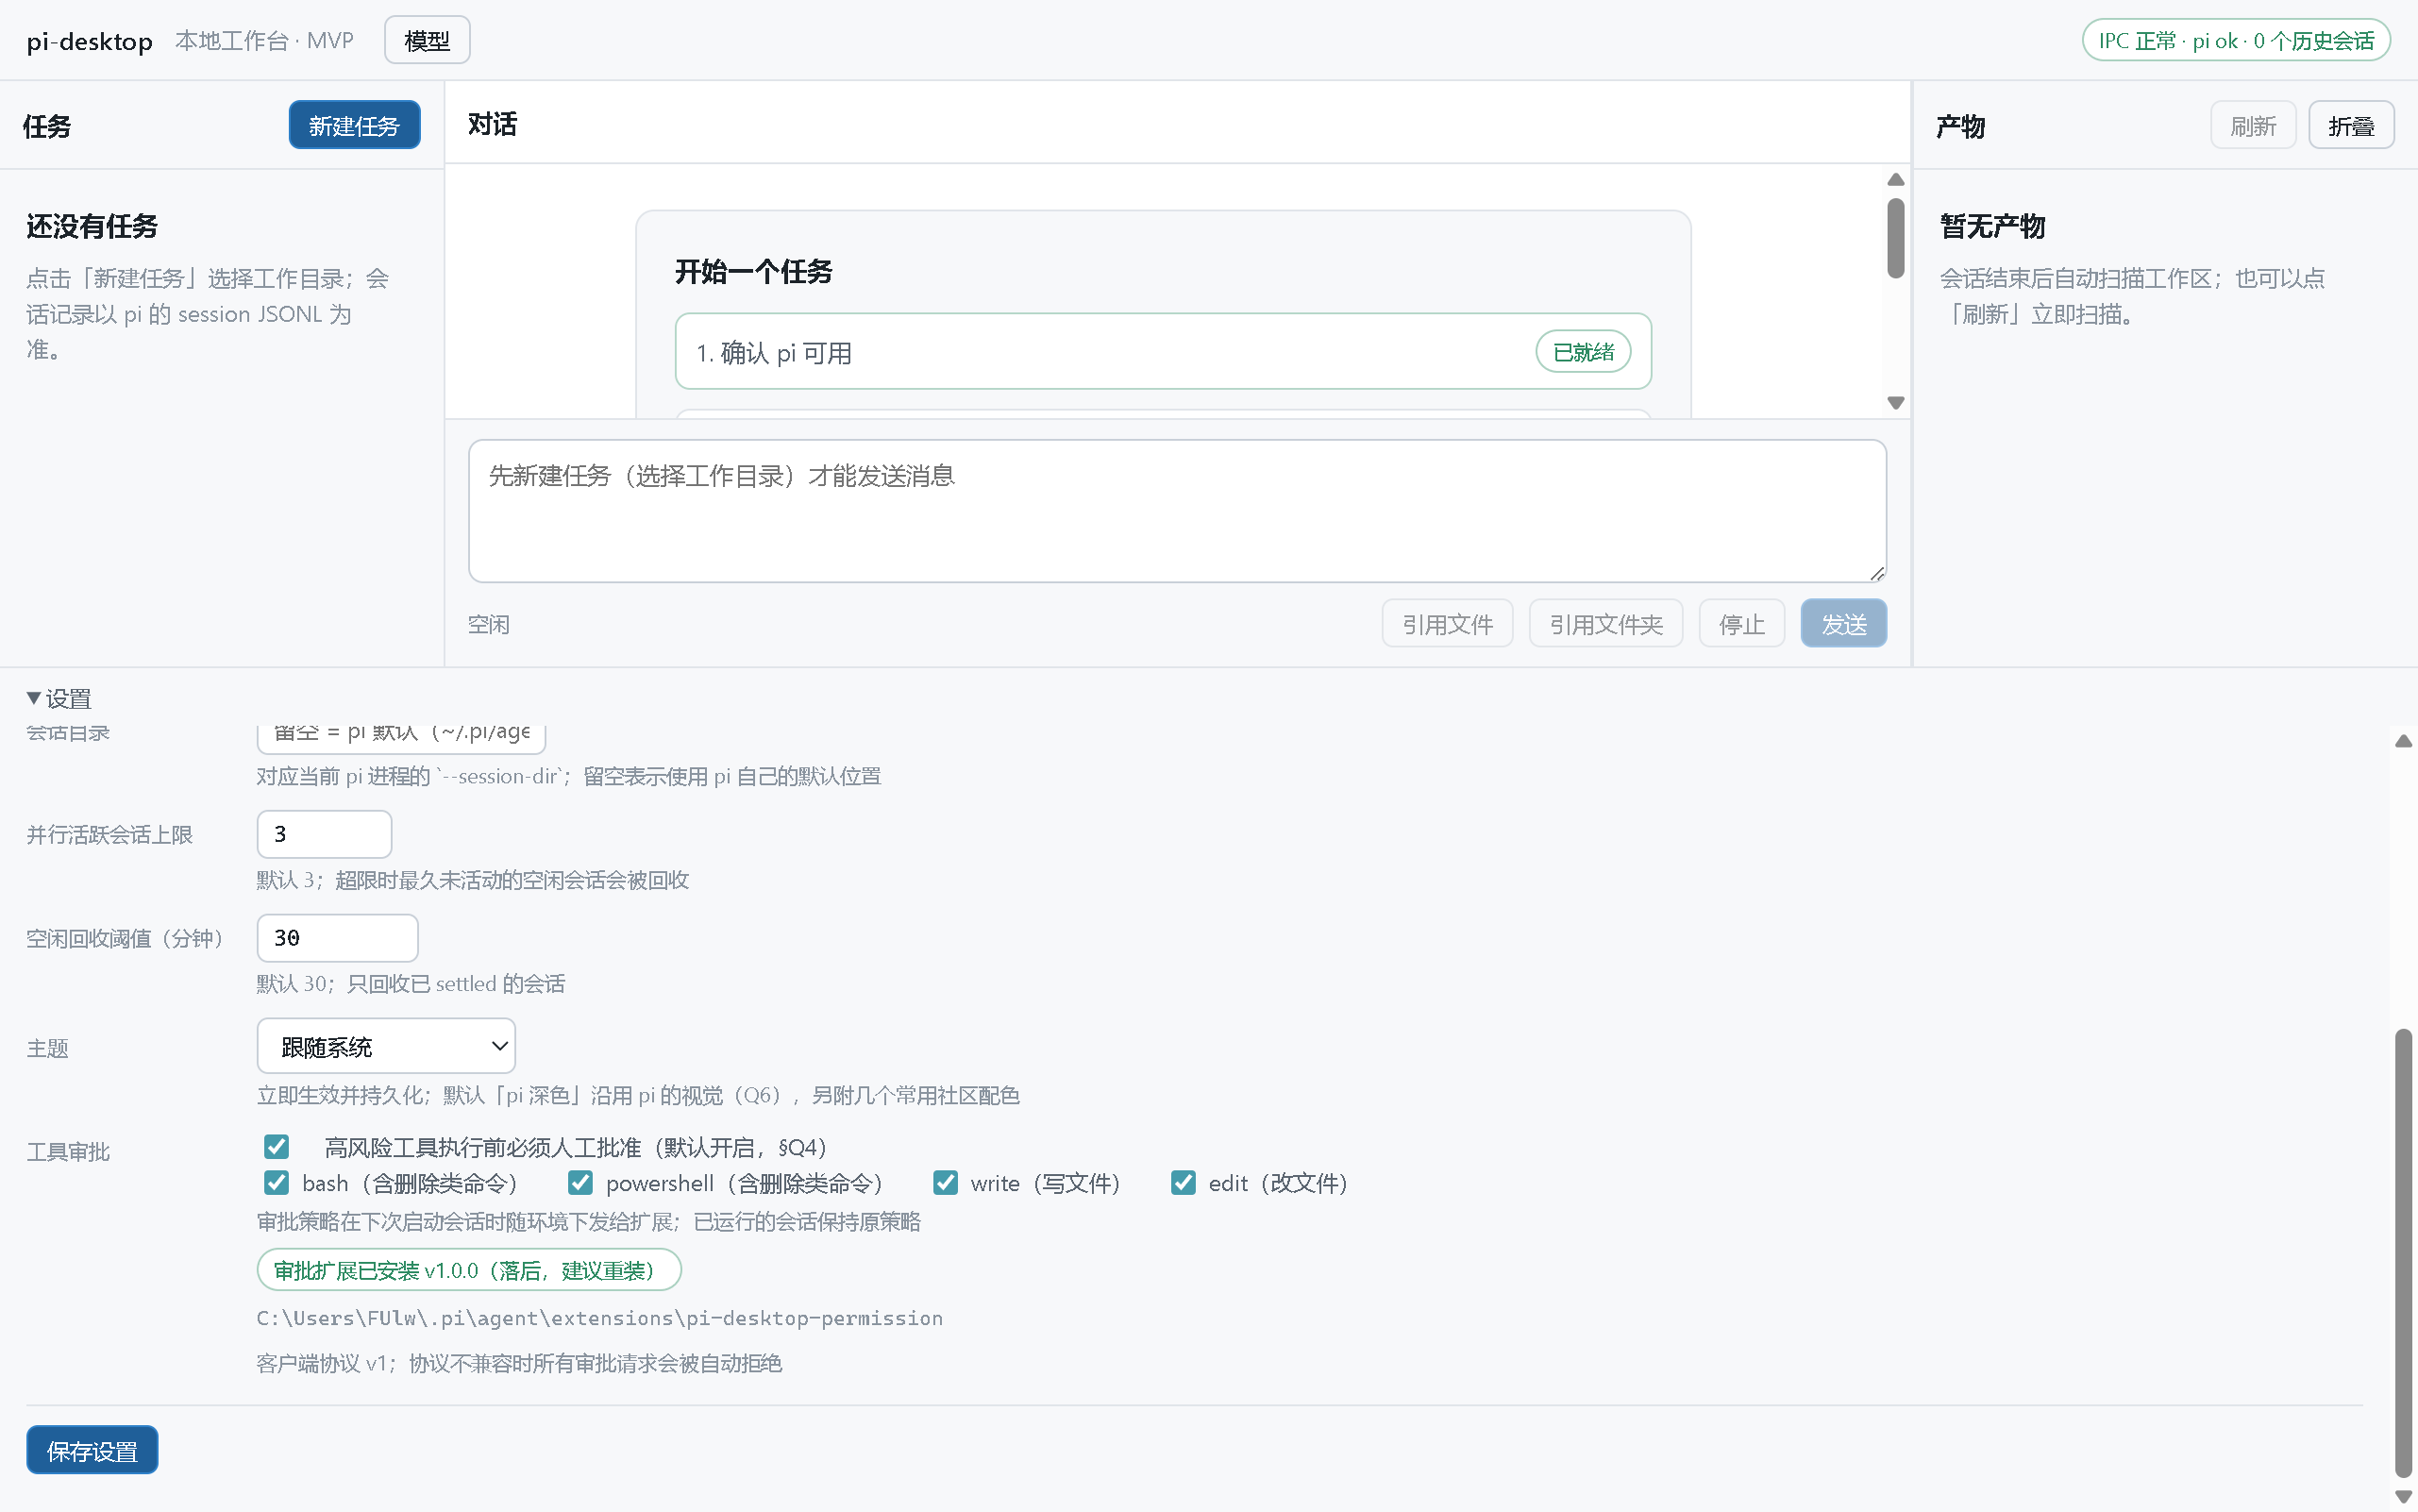 pi-desktop 本地工作台 · MVP 模型
IPC 正常 · pi ok · 0 个历史会话
任务 新建任务
还没有任务
点击「新建任务」选择工作目录；会
话记录以 pi 的 session JSONL 为
准。
对话
开始一个任务
1. 确认 pi 可用 已就绪
先新建任务（选择工作目录）才能发送消息
空闲 引用文件 引用文件夹 停止 发送
产物 刷新 折叠
暂无产物
会话结束后自动扫描工作区；也可以点
「刷新」立即扫描。
▼设置
会话目录 留空 = pi 默认（~/.pi/age
对应当前 pi 进程的 `--session-dir`；留空表示使用 pi 自己的默认位置
并行活跃会话上限 3
默认 3；超限时最久未活动的空闲会话会被回收
空闲回收阈值（分钟） 30
默认 30；只回收已 settled 的会话
主题 跟随系统
立即生效并持久化；默认「pi 深色」沿用 pi 的视觉（Q6），另附几个常用社区配色
工具审批 高风险工具执行前必须人工批准（默认开启，§Q4）
bash（含删除类命令） powershell（含删除类命令） write（写文件） edit（改文件）
审批策略在下次启动会话时随环境下发给扩展；已运行的会话保持原策略
审批扩展已安装 v1.0.0（落后，建议重装）
C:\Users\FUlw\.pi\agent\extensions\pi-desktop-permission
客户端协议 v1；协议不兼容时所有审批请求会被自动拒绝
保存设置